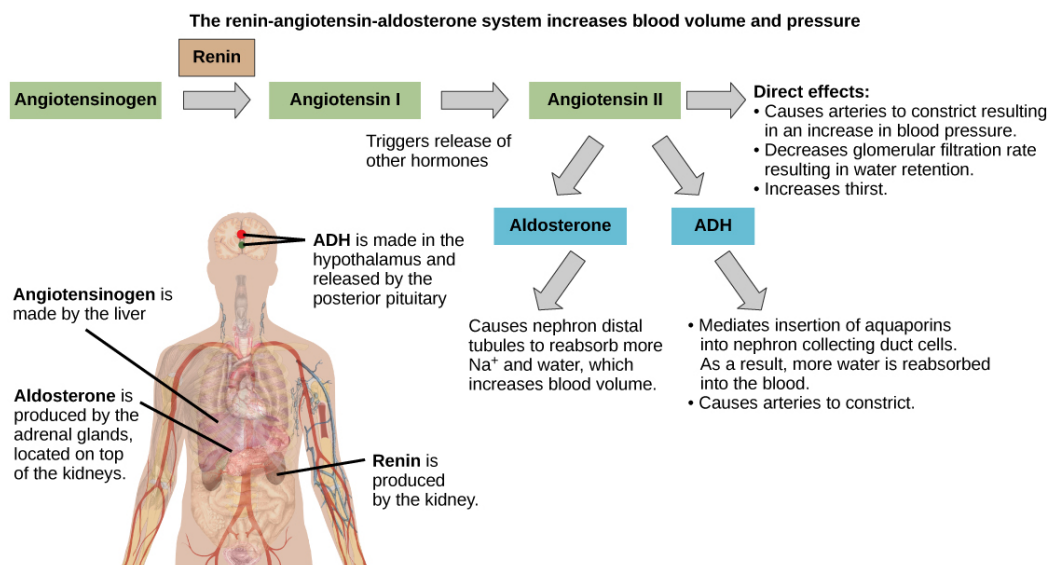 The renin-angiotensin-aldosterone system increases blood volume and pressure
Renin
Angiotensinogen
Angiotensin I
Angiotensin II
Direct effects:
• Causes arteries to constrict resulting
in an increase in blood pressure.
• Decreases glomerular filtration rate
resulting in water retention.
• Increases thirst.
Triggers release of
other hormones
Aldosterone
ADH
ADH is made in the
hypothalamus and
released by the
posterior pituitary
Angiotensinogen is
made by the liver
Aldosterone is
produced by the
adrenal glands,
located on top
of the kidneys.
Renin is
produced
by the kidney.
Causes nephron distal
tubules to reabsorb more
Na⁺ and water, which
increases blood volume.
• Mediates insertion of aquaporins
into nephron collecting duct cells.
As a result, more water is reabsorbed
into the blood.
• Causes arteries to constrict.